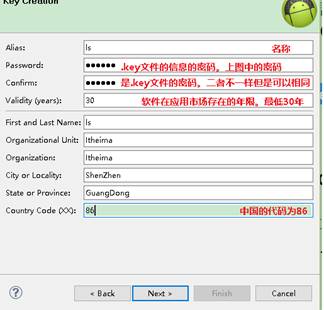 Key Creation
Alias: ls 名称
Password: ●●●●●● .key文件的信息的密码，上图中的密码
Confirm: ●●●●●● 是.key文件的密码，二者不一样但是可以相同
Validity (years): 30 软件在应用市场存在的年限，最低30年
First and Last Name: ls
Organizational Unit: Itheima
Organization: Itheima
City or Locality: ShenZhen
State or Province: GuangDong
Country Code (XX): 86 中国的代码为86
? < Back Next > Finish Cancel